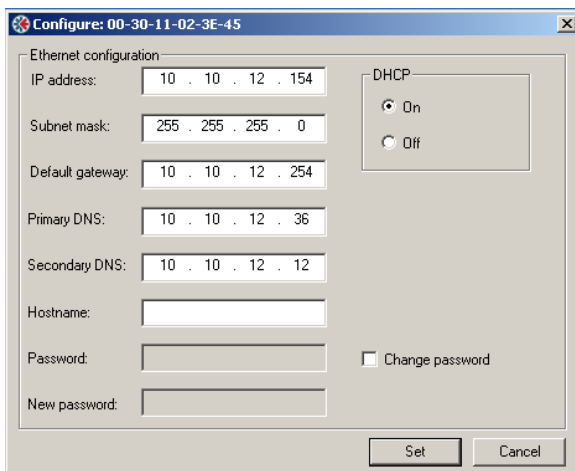 Configure: 00-30-11-02-3E-45
Ethernet configuration
IP address: 10 . 10 . 12 . 154
DHCP
On
Subnet mask: 255 . 255 . 255 . 0
Off
Default gateway: 10 . 10 . 12 . 254
Primary DNS: 10 . 10 . 12 . 36
Secondary DNS: 10 . 10 . 12 . 12
Hostname:
Password:
Change password
New password:
Set Cancel